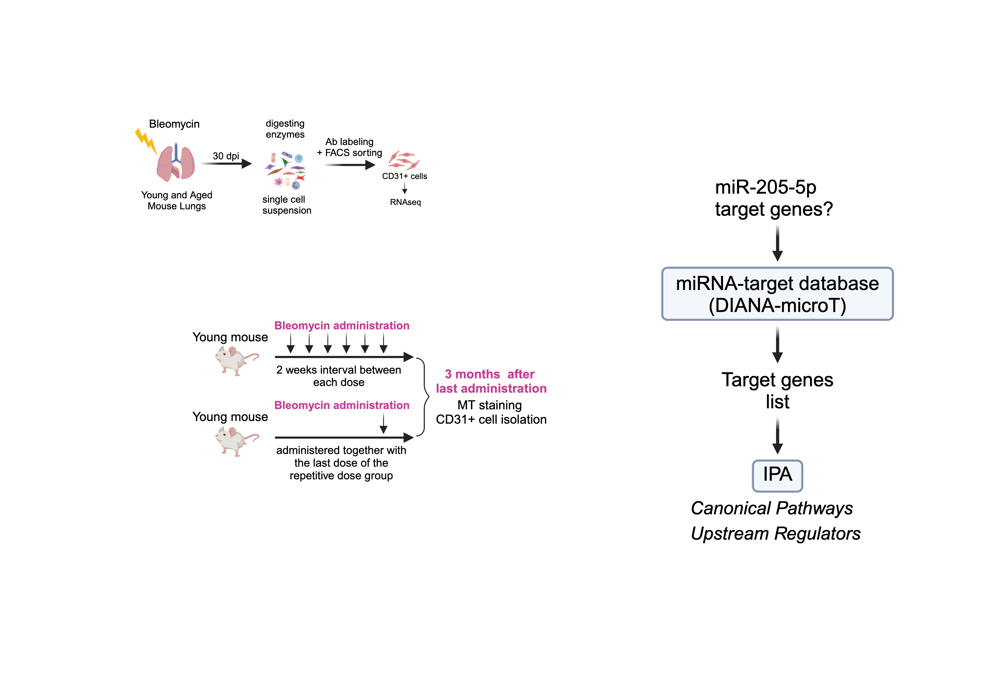 Bleomycin
30 dpi
Young and Aged
Mouse Lungs
digesting
enzymes
single cell
suspension
Ab labeling
+ FACS sorting
CD31+ cells
RNAseq
Young mouse
Bleomycin administration
2 weeks interval between
each dose
Young mouse
Bleomycin administration
administered together with
the last dose of the
repetitive dose group
3 months after
last administration
MT staining
CD31+ cell isolation
miR-205-5p
target genes?
miRNA-target database
(DIANA-microT)
Target genes
list
IPA
Canonical Pathways
Upstream Regulators